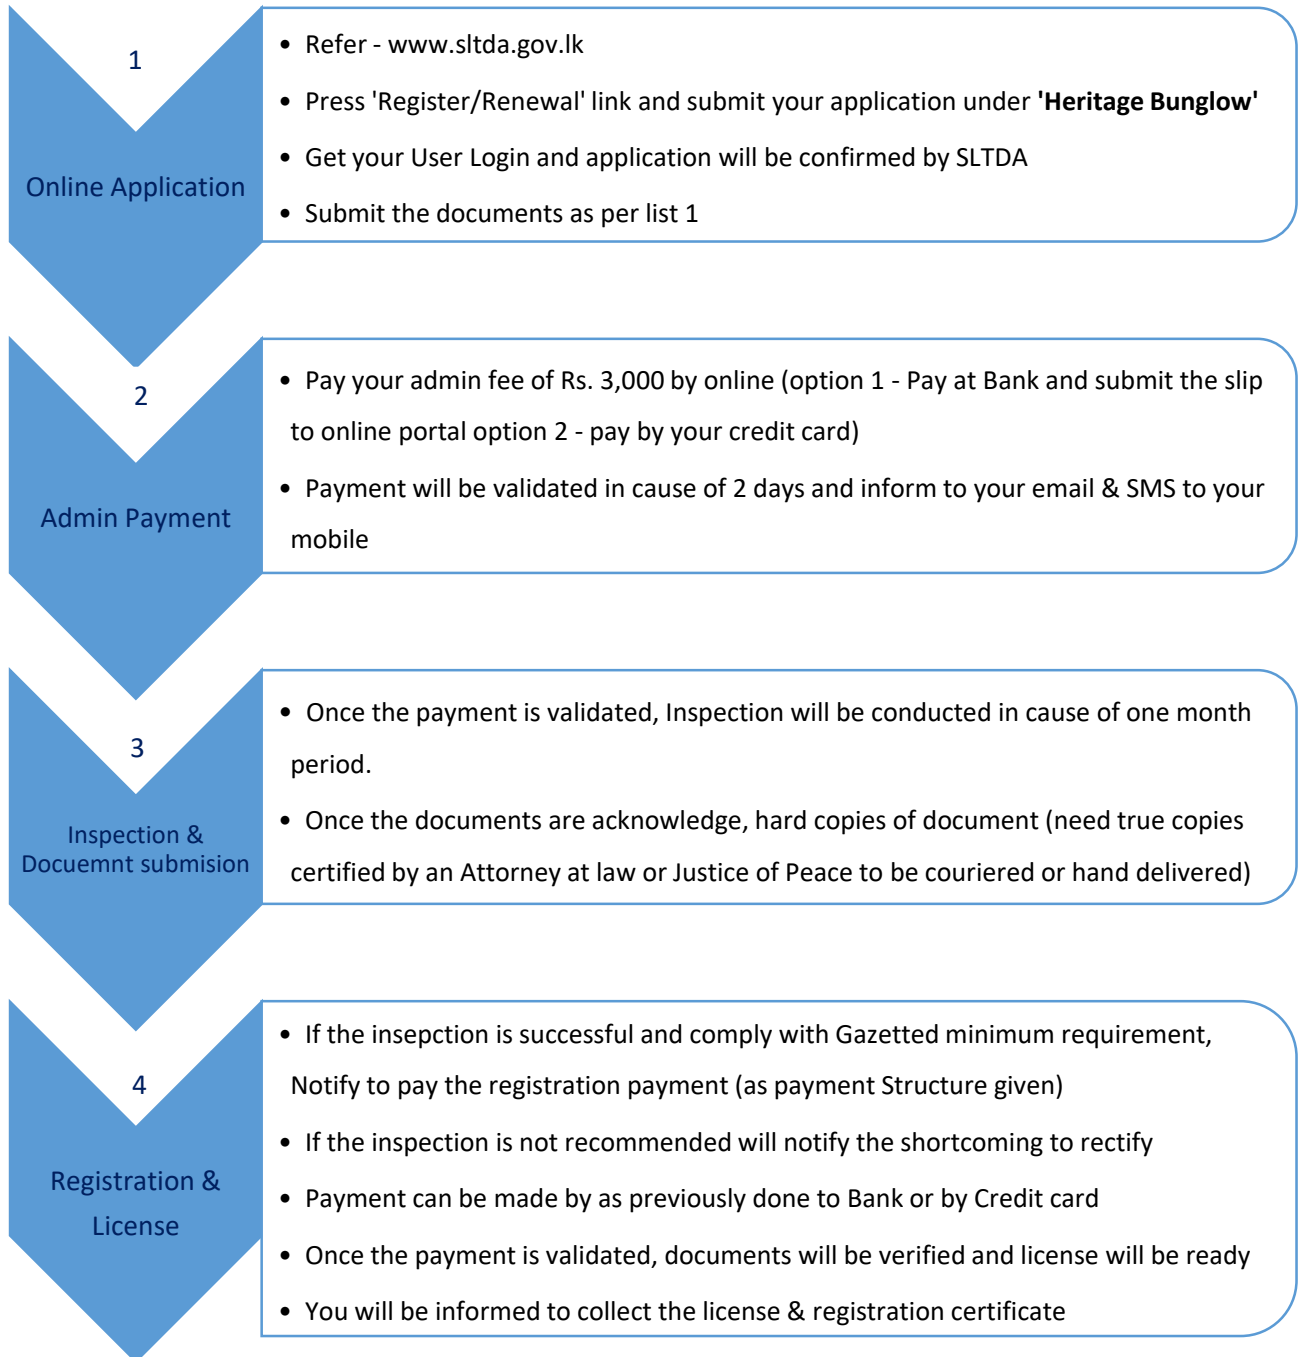 1
Online Application
• Refer - www.sltda.gov.lk
• Press 'Register/Renewal' link and submit your application under 'Heritage Bunglow'
• Get your User Login and application will be confirmed by SLTDA
• Submit the documents as per list 1
2
Admin Payment
• Pay your admin fee of Rs. 3,000 by online (option 1 - Pay at Bank and submit the slip
to online portal option 2 - pay by your credit card)
• Payment will be validated in cause of 2 days and inform to your email & SMS to your
mobile
3
Inspection &
Docuemnt submision
• Once the payment is validated, Inspection will be conducted in cause of one month
period.
• Once the documents are acknowledge, hard copies of document (need true copies
certified by an Attorney at law or Justice of Peace to be couriered or hand delivered)
4
Registration &
License
• If the insepction is successful and comply with Gazetted minimum requirement,
Notify to pay the registration payment (as payment Structure given)
• If the inspection is not recommended will notify the shortcoming to rectify
• Payment can be made by as previously done to Bank or by Credit card
• Once the payment is validated, documents will be verified and license will be ready
• You will be informed to collect the license & registration certificate